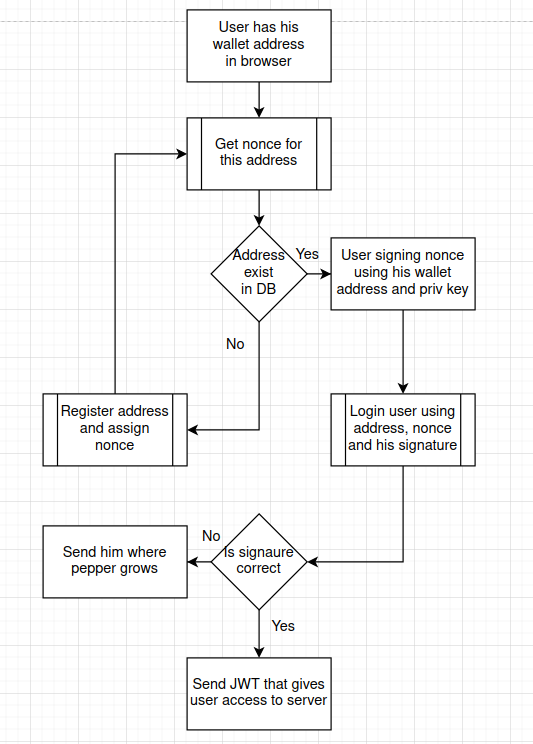 User has his
wallet address
in browser
Get nonce for
this address
Address
exist
in DB
Yes
User signing nonce
using his wallet
address and priv key
No
Register address
and assign
nonce
Login user using
address, nonce
and his signature
Send him where
pepper grows
No
Is signaure
correct
Yes
Send JWT that gives
user access to server